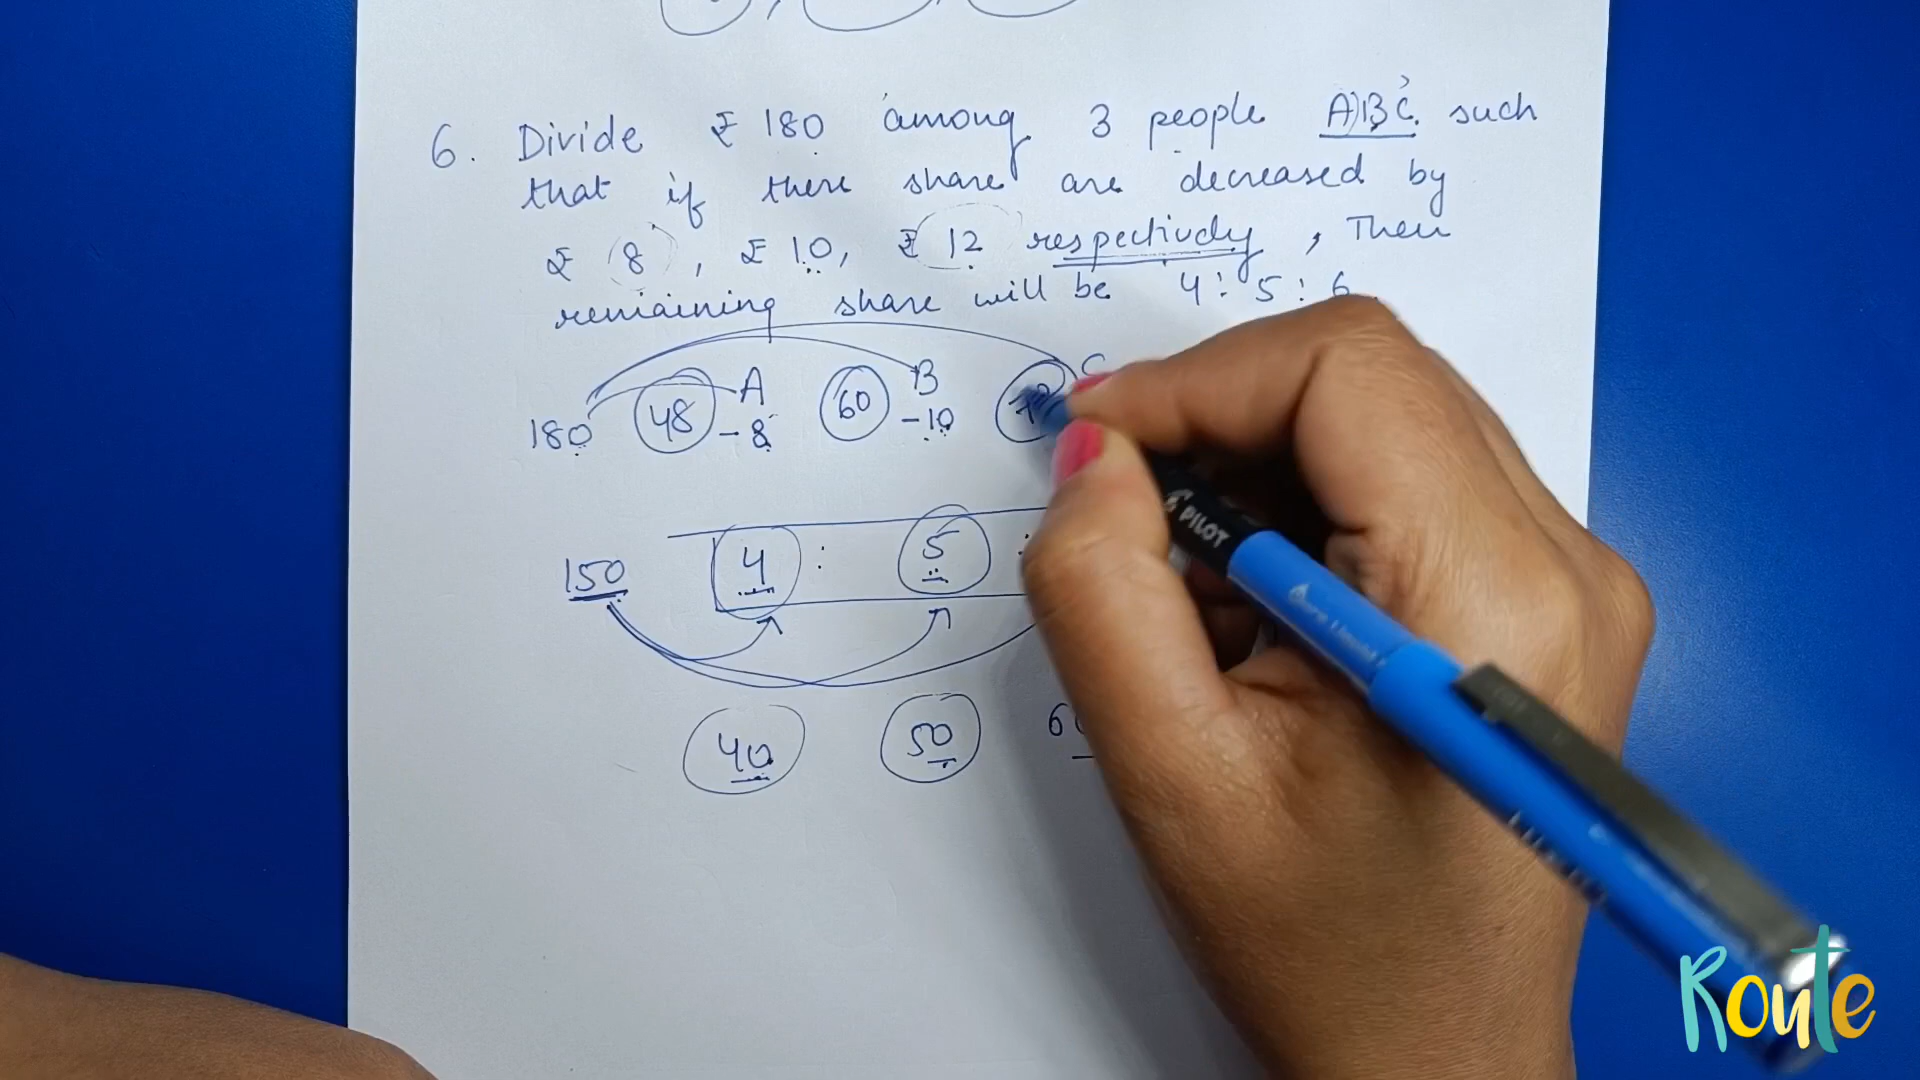 6. Divide ₹ 180 among 3 people A,B,C. such
that if there share are decreased by
₹ 8, ₹ 10, ₹ 12 respectively, Then
remaining share will be 4 : 5 : 6
A B C
180 48 - 8 60 - 10
150 4 : 5 :
40 50
PILOT
Route